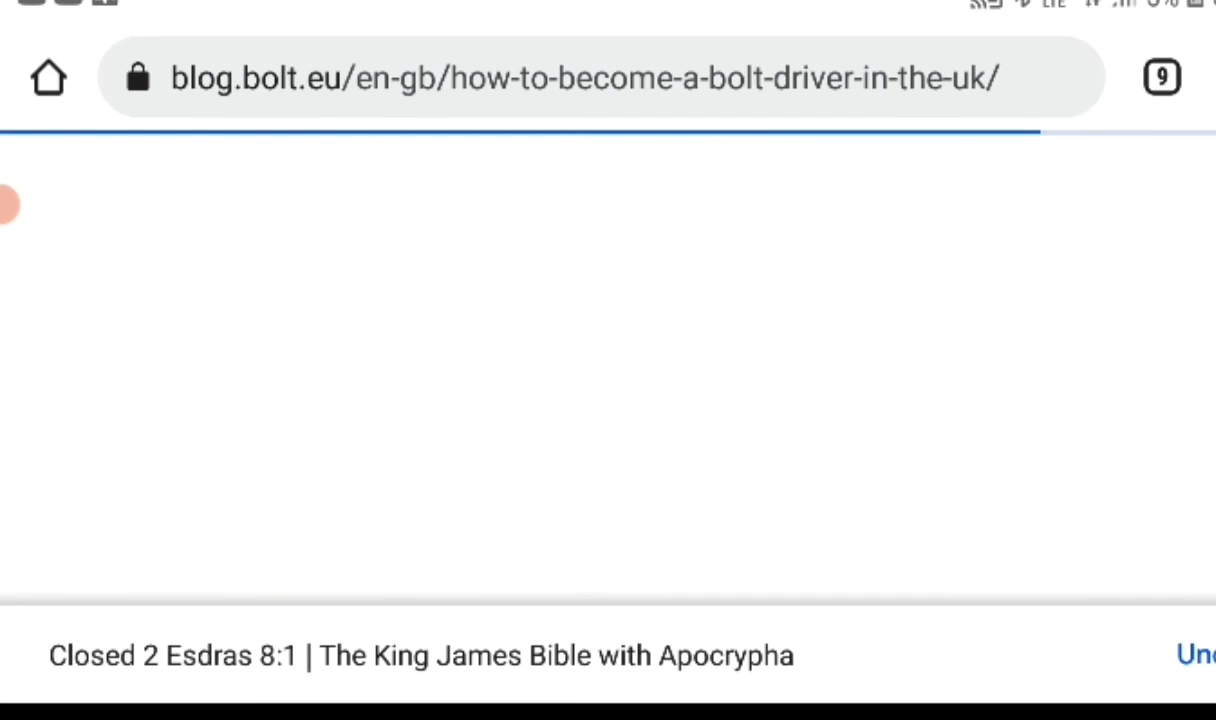 blog.bolt.eu/en-gb/how-to-become-a-bolt-driver-in-the-uk/
9
Closed 2 Esdras 8:1 | The King James Bible with Apocrypha